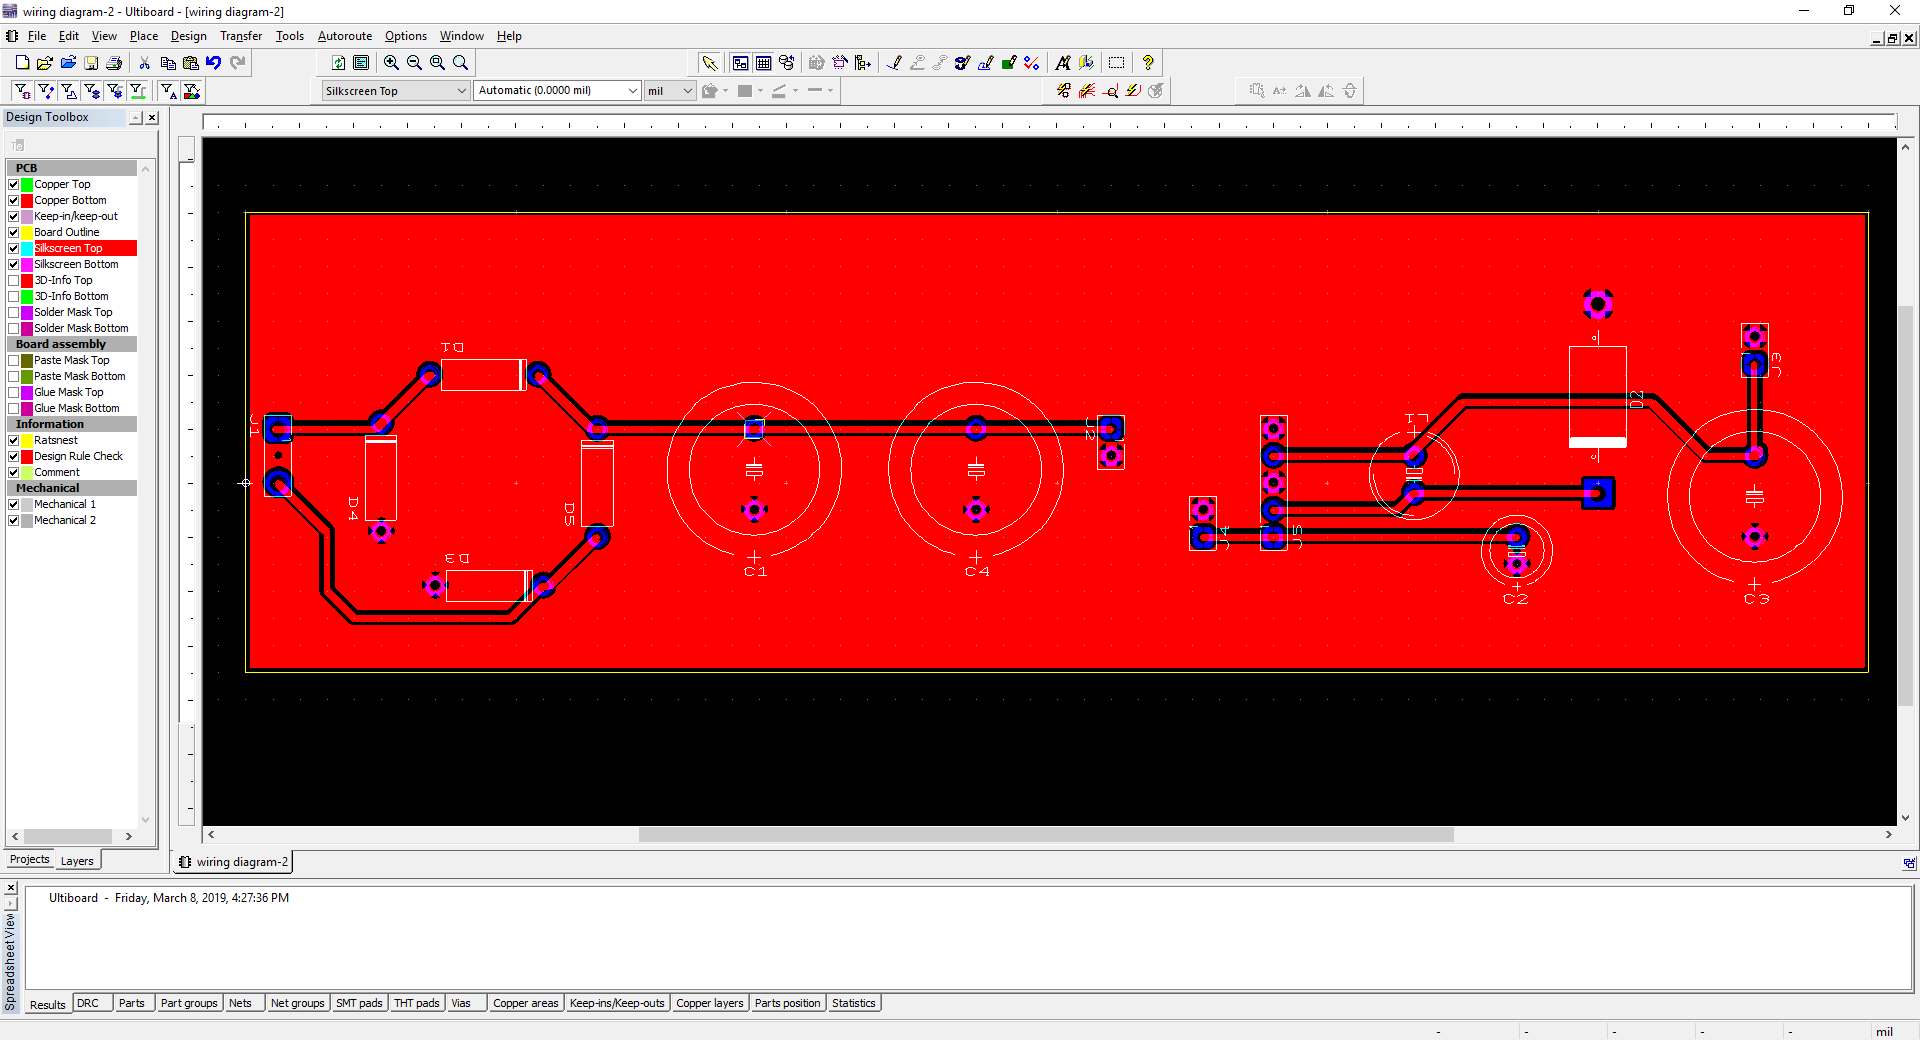 wiring diagram-2 - Ultiboard - [wiring diagram-2]
File Edit View Place Design Transfer Tools Autoroute Options Window Help
Silkscreen Top Automatic (0.0000 mil) mil
Design Toolbox
PCB
Copper Top
Copper Bottom
Keep-in/keep-out
Board Outline
Silkscreen Top
Silkscreen Bottom
3D-Info Top
3D-Info Bottom
Solder Mask Top
Solder Mask Bottom
Board assembly
Paste Mask Top
Paste Mask Bottom
Glue Mask Top
Glue Mask Bottom
Information
Ratsnest
Design Rule Check
Comment
Mechanical
Mechanical 1
Mechanical 2
Projects Layers
D1
J1
D4
D5
D3
C1
C4
J2
J4
J5
L1
C2
D2
J3
C3
wiring diagram-2
Ultiboard - Friday, March 8, 2019, 4:27:36 PM
Spreadsheet View
Results DRC Parts Part groups Nets Net groups SMT pads THT pads Vias Copper areas Keep-ins/Keep-outs Copper layers Parts position Statistics
- - - - - mil